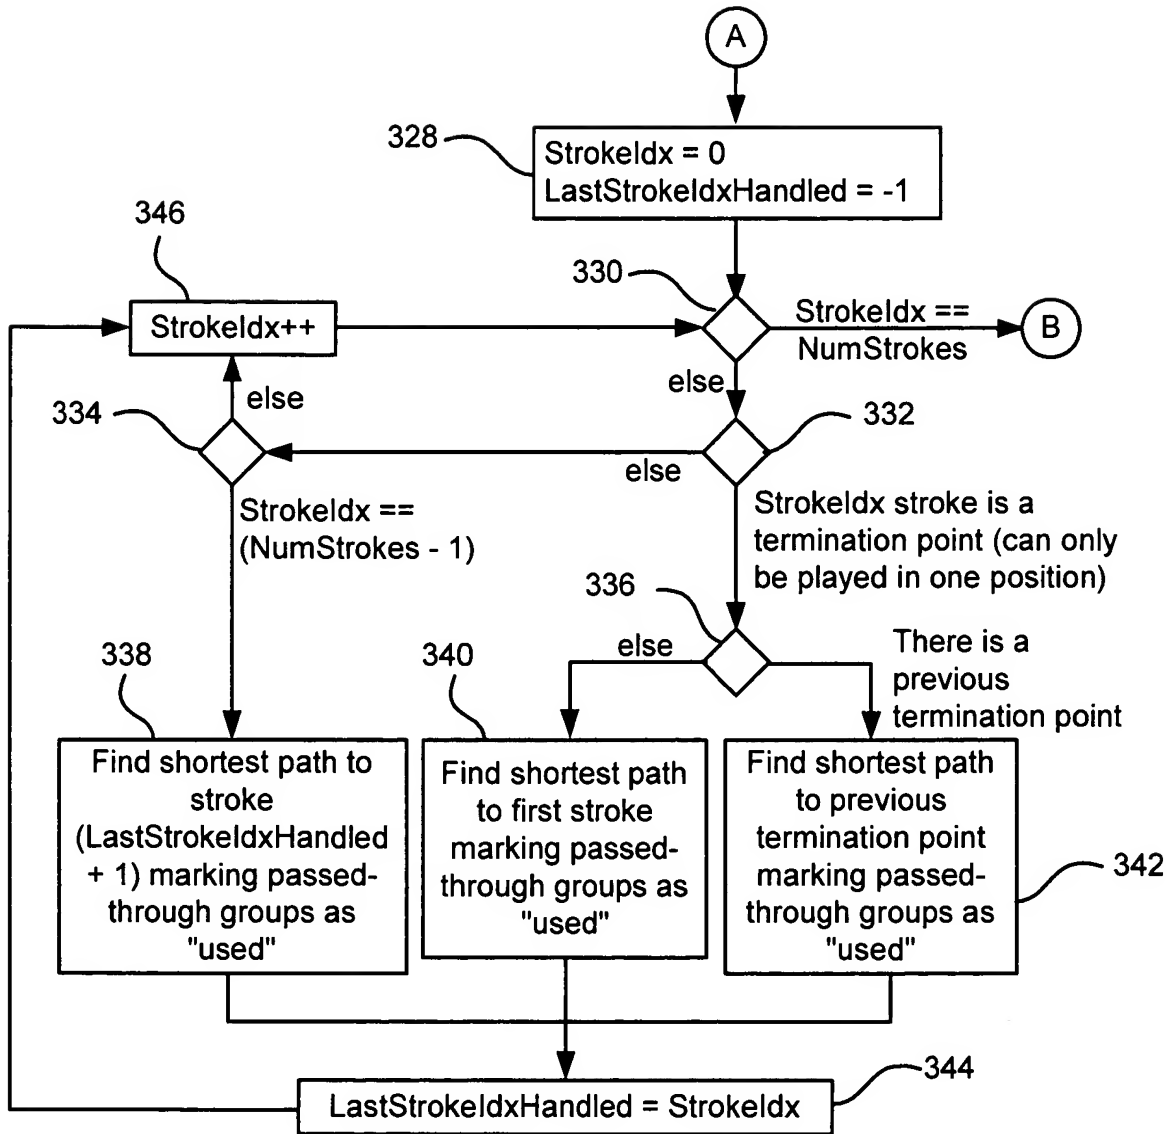 A
328
StrokeIdx = 0
LastStrokeIdxHandled = -1
346
330
StrokeIdx++
StrokeIdx ==
NumStrokes
B
else
else
334
332
else
StrokeIdx ==
(NumStrokes - 1)
StrokeIdx stroke is a
termination point (can only
be played in one position)
336
338
340
else
There is a
previous
termination point
Find shortest path to
stroke
(LastStrokeIdxHandled
+ 1) marking passed-
through groups as
"used"
Find shortest path
to first stroke
marking passed-
through groups as
"used"
Find shortest path
to previous
termination point
marking passed-
through groups as
"used"
342
344
LastStrokeIdxHandled = StrokeIdx